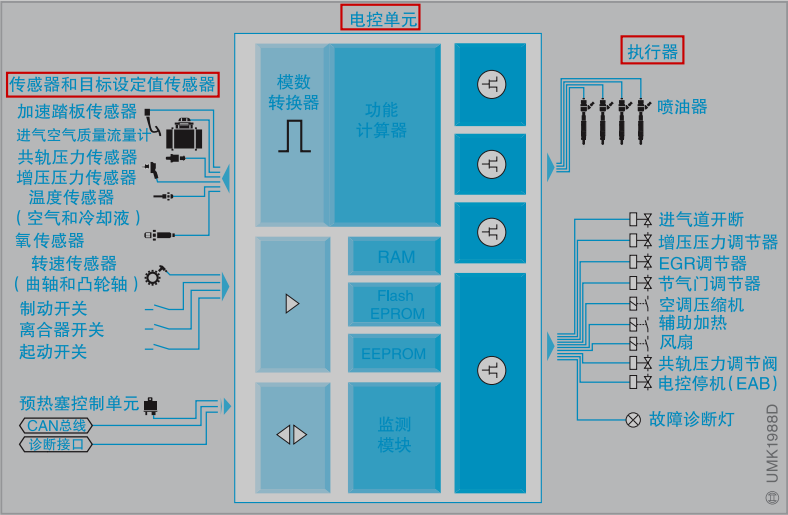 电控单元
传感器和目标设定值传感器
加速踏板传感器
进气空气质量流量计
共轨压力传感器
增压压力传感器
温度传感器
(空气和冷却液)
氧传感器
转速传感器
(曲轴和凸轮轴)
制动开关
离合器开关
起动开关
预热塞控制单元
CAN总线
诊断接口
模数
转换器
功能
计算器
RAM
Flash
EPROM
EEPROM
监测
模块
执行器
喷油器
进气道开断
增压压力调节器
EGR调节器
节气门调节器
空调压缩机
辅助加热
风扇
共轨压力调节阀
电控停机(EAB)
故障诊断灯
UMK1988D